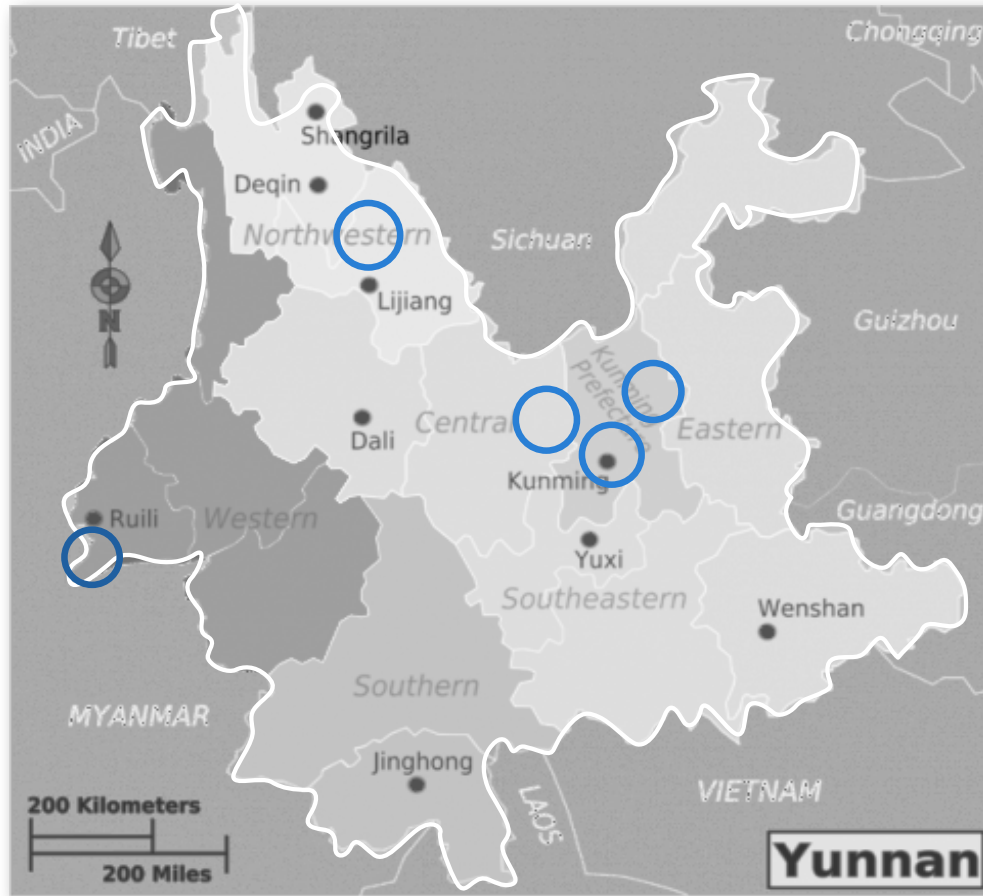 Tibet
Chongqing
INDIA
Shangrila
Deqin
Northwestern
Sichuan
N
Lijiang
Guizhou
Kunming
Prefecture
Central
Eastern
Dali
Kunming
Ruili
Western
Guangdong
Yuxi
Southeastern
Wenshan
Southern
MYANMAR
Jinghong
VIETNAM
LAOS
200 Kilometers
200 Miles
Yunnan